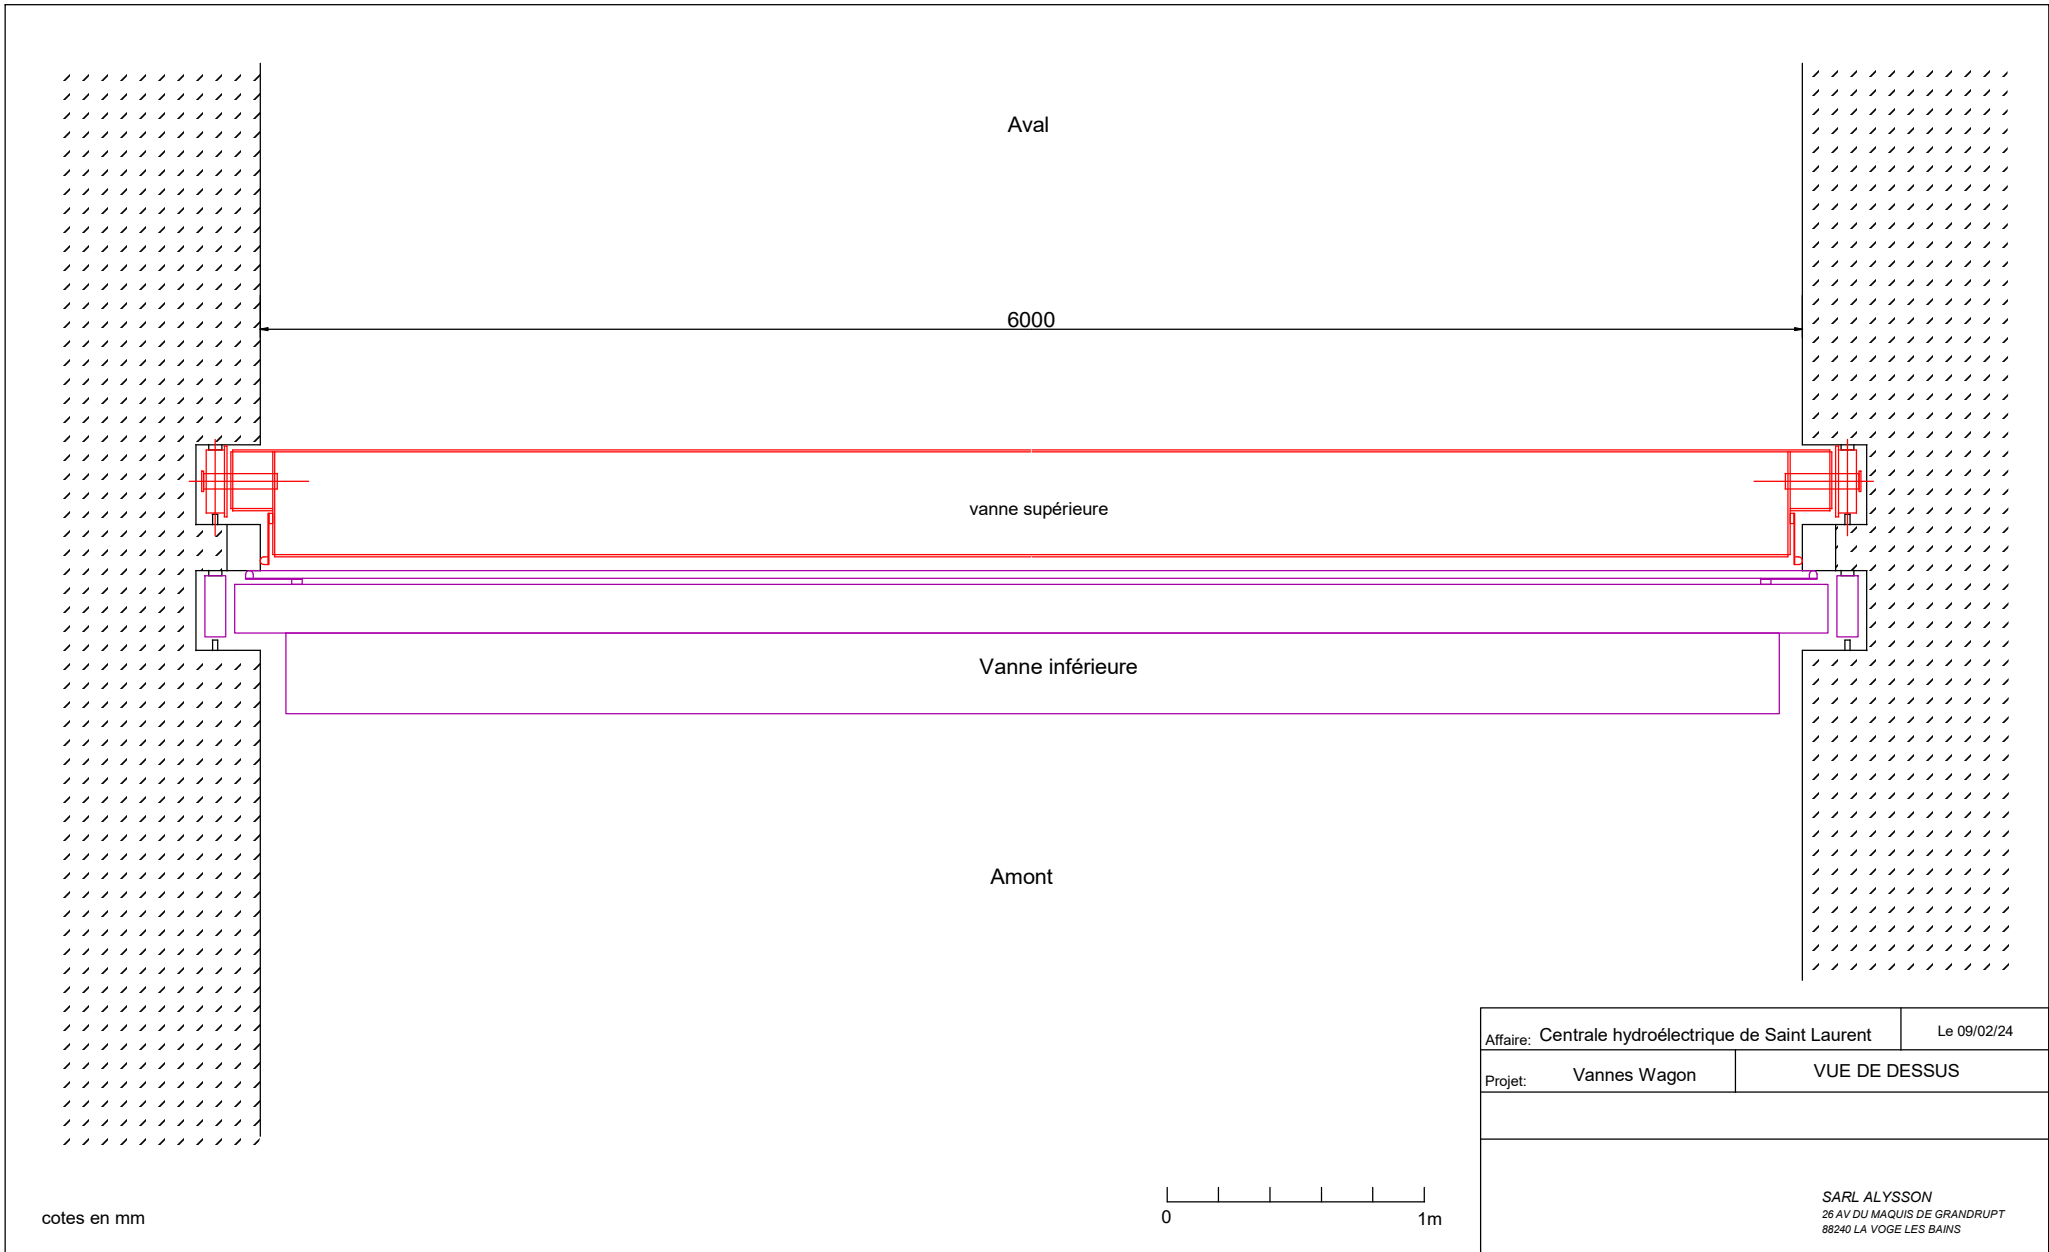 Aval
6000
vanne supérieure
Vanne inférieure
Amont
Affaire: Centrale hydroélectrique de Saint Laurent Le 09/02/24
Projet: Vannes Wagon VUE DE DESSUS
SARL ALYSSON
26 AV DU MAQUIS DE GRANDRUPT
88240 LA VOGE LES BAINS
cotes en mm
0 1m